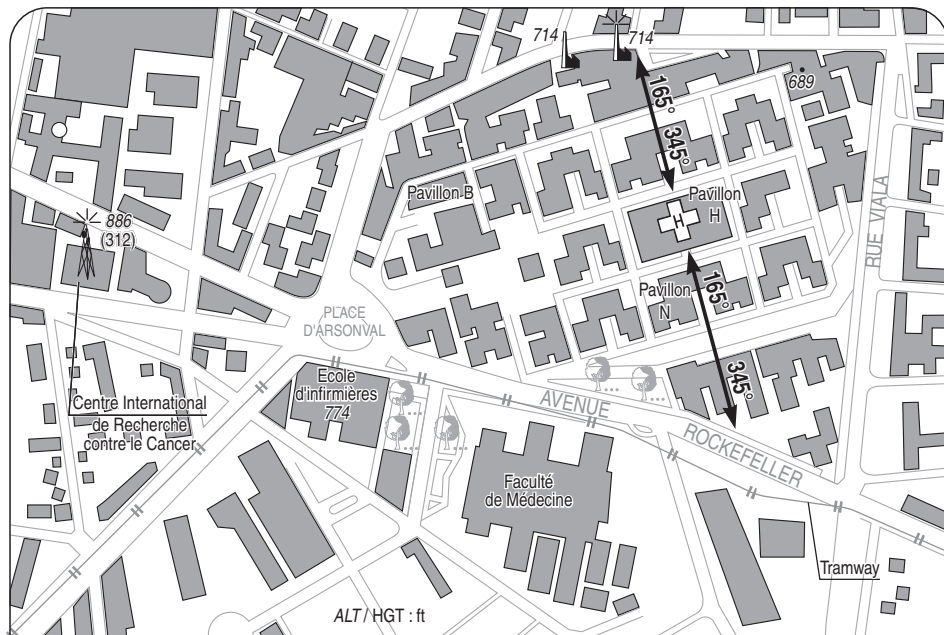 714
714
689
165°
345°
Pavillon B
Pavillon
H
H
886
(312)
RUE VIALA
Pavillon
N
165°
345°
PLACE
D'ARSONVAL
Ecole
d'infirmières
774
AVENUE
ROCKEFELLER
Centre International
de Recherche
contre le Cancer
Faculté
de Médecine
Tramway
ALT / HGT : ft